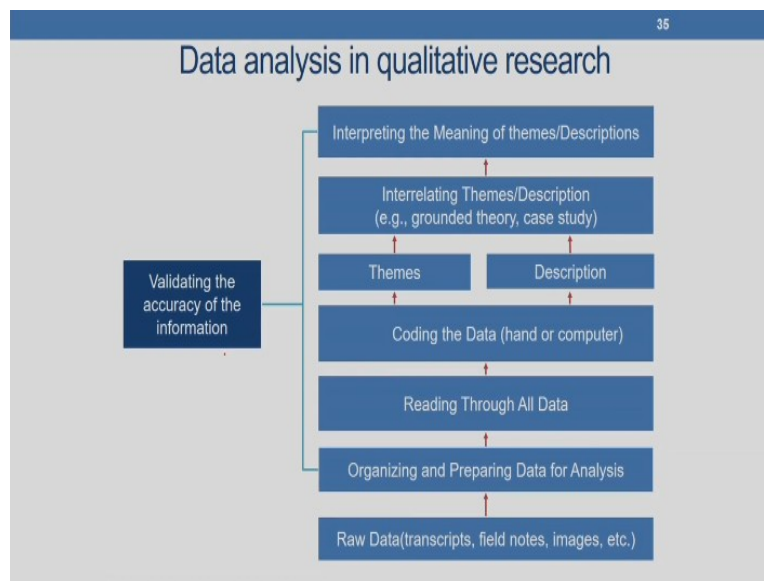 35
Data analysis in qualitative research
Interpreting the Meaning of themes/Descriptions
Interrelating Themes/Description
(e.g., grounded theory, case study)
Themes
Description
Validating the
accuracy of the
information
Coding the Data (hand or computer)
Reading Through All Data
Organizing and Preparing Data for Analysis
Raw Data(transcripts, field notes, images, etc.)